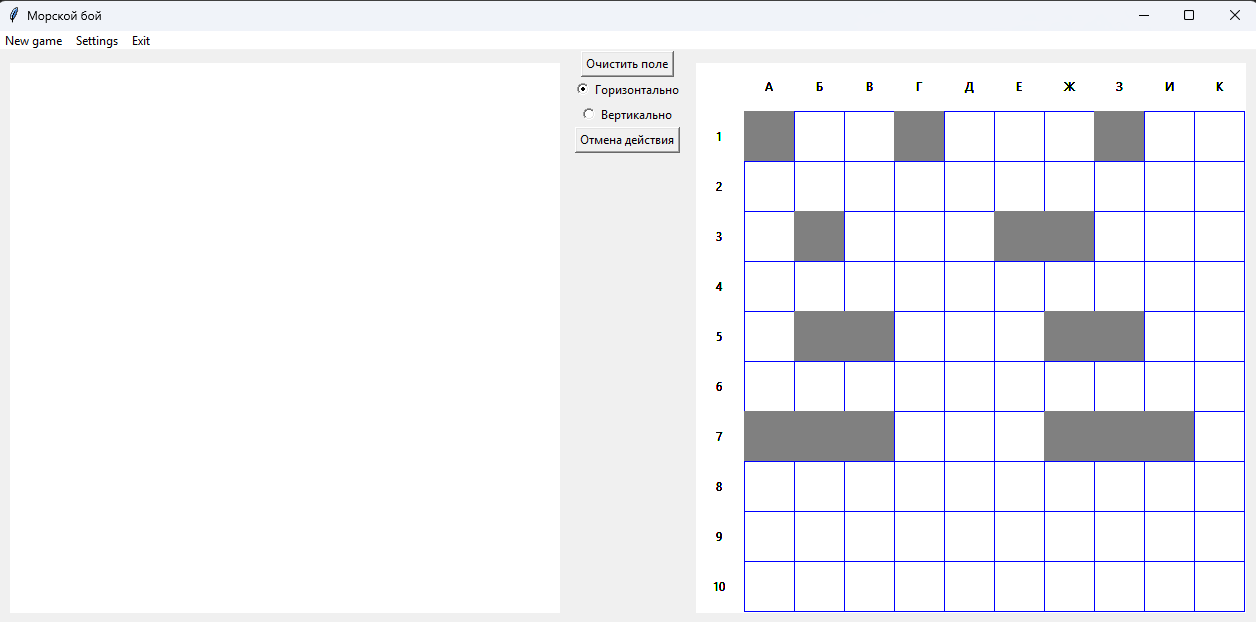 Морской бой
New game Settings Exit
Очистить поле
Горизонтально
Вертикально
Отмена действия
А Б В Г Д Е Ж З И К
1
2
3
4
5
6
7
8
9
10